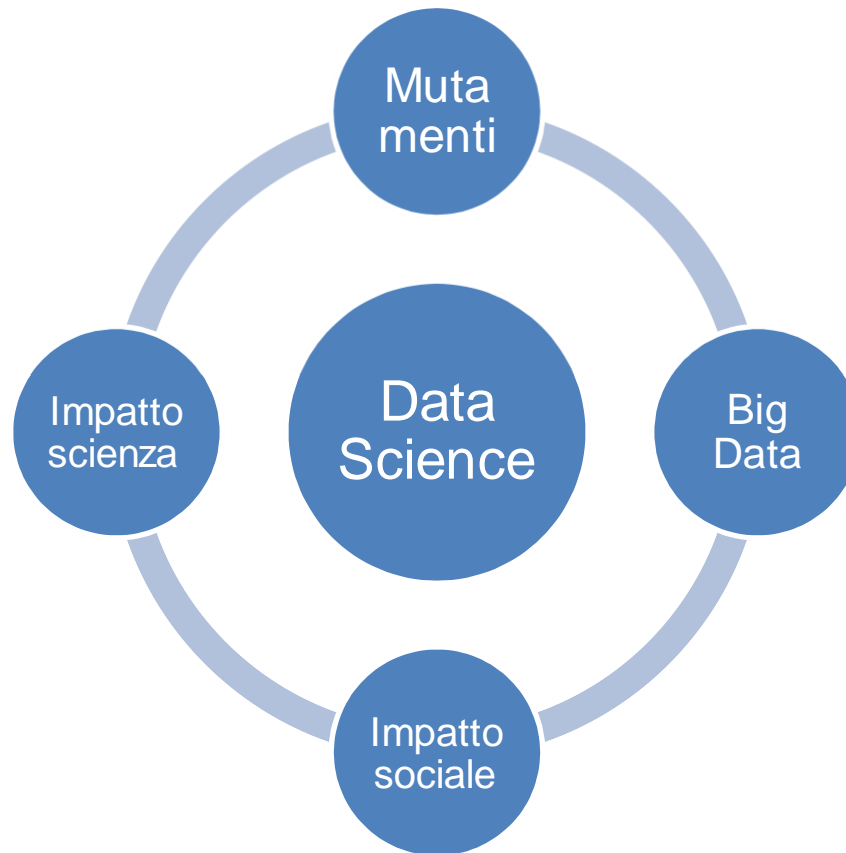 Muta
menti
Impatto
scienza
Data
Science
Big
Data
Impatto
sociale